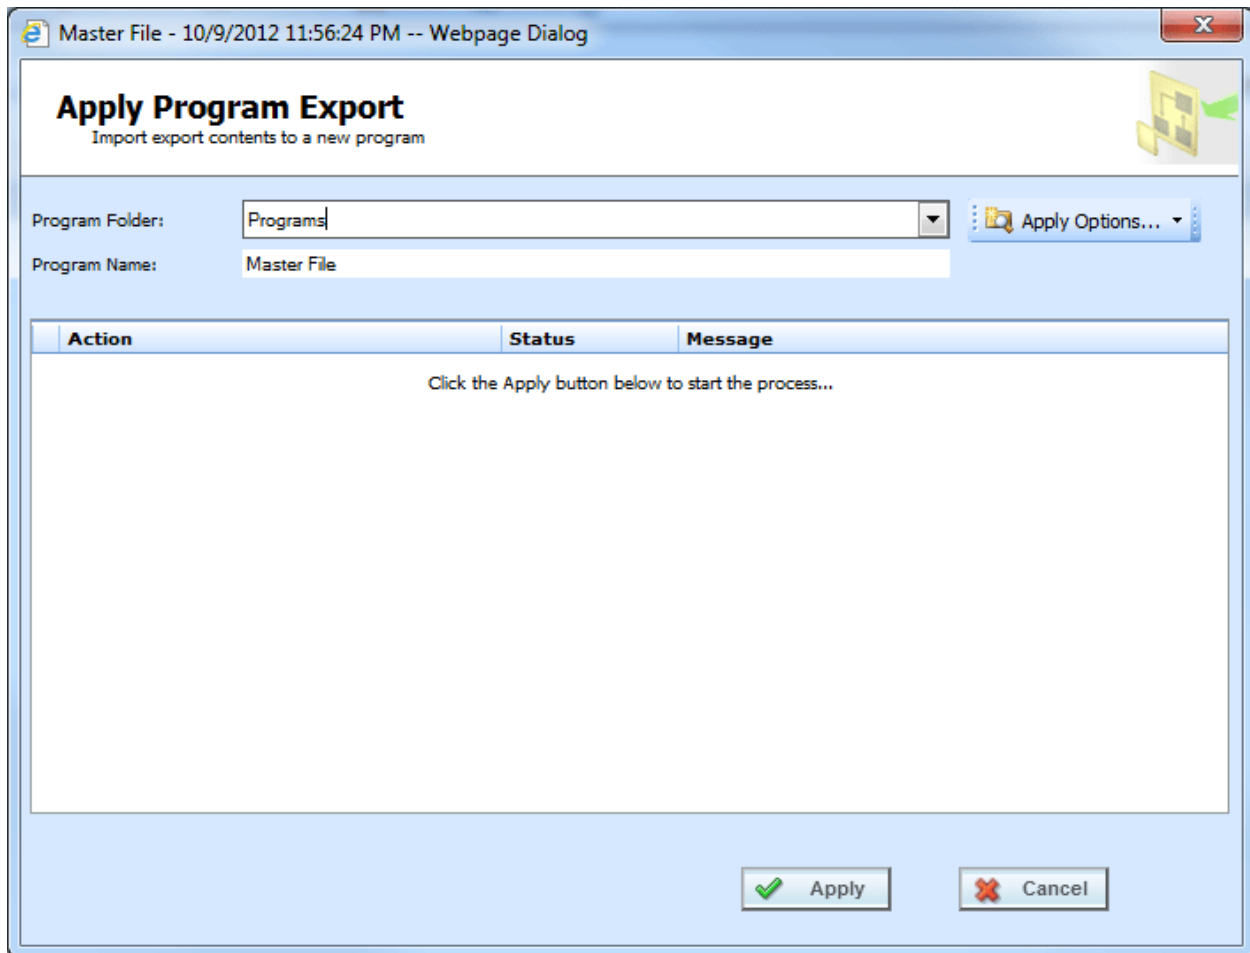 Master File - 10/9/2012 11:56:24 PM -- Webpage Dialog
X
Apply Program Export
Import export contents to a new program
Program Folder: Programs Apply Options...
Program Name: Master File
Action Status Message
Click the Apply button below to start the process...
Apply Cancel